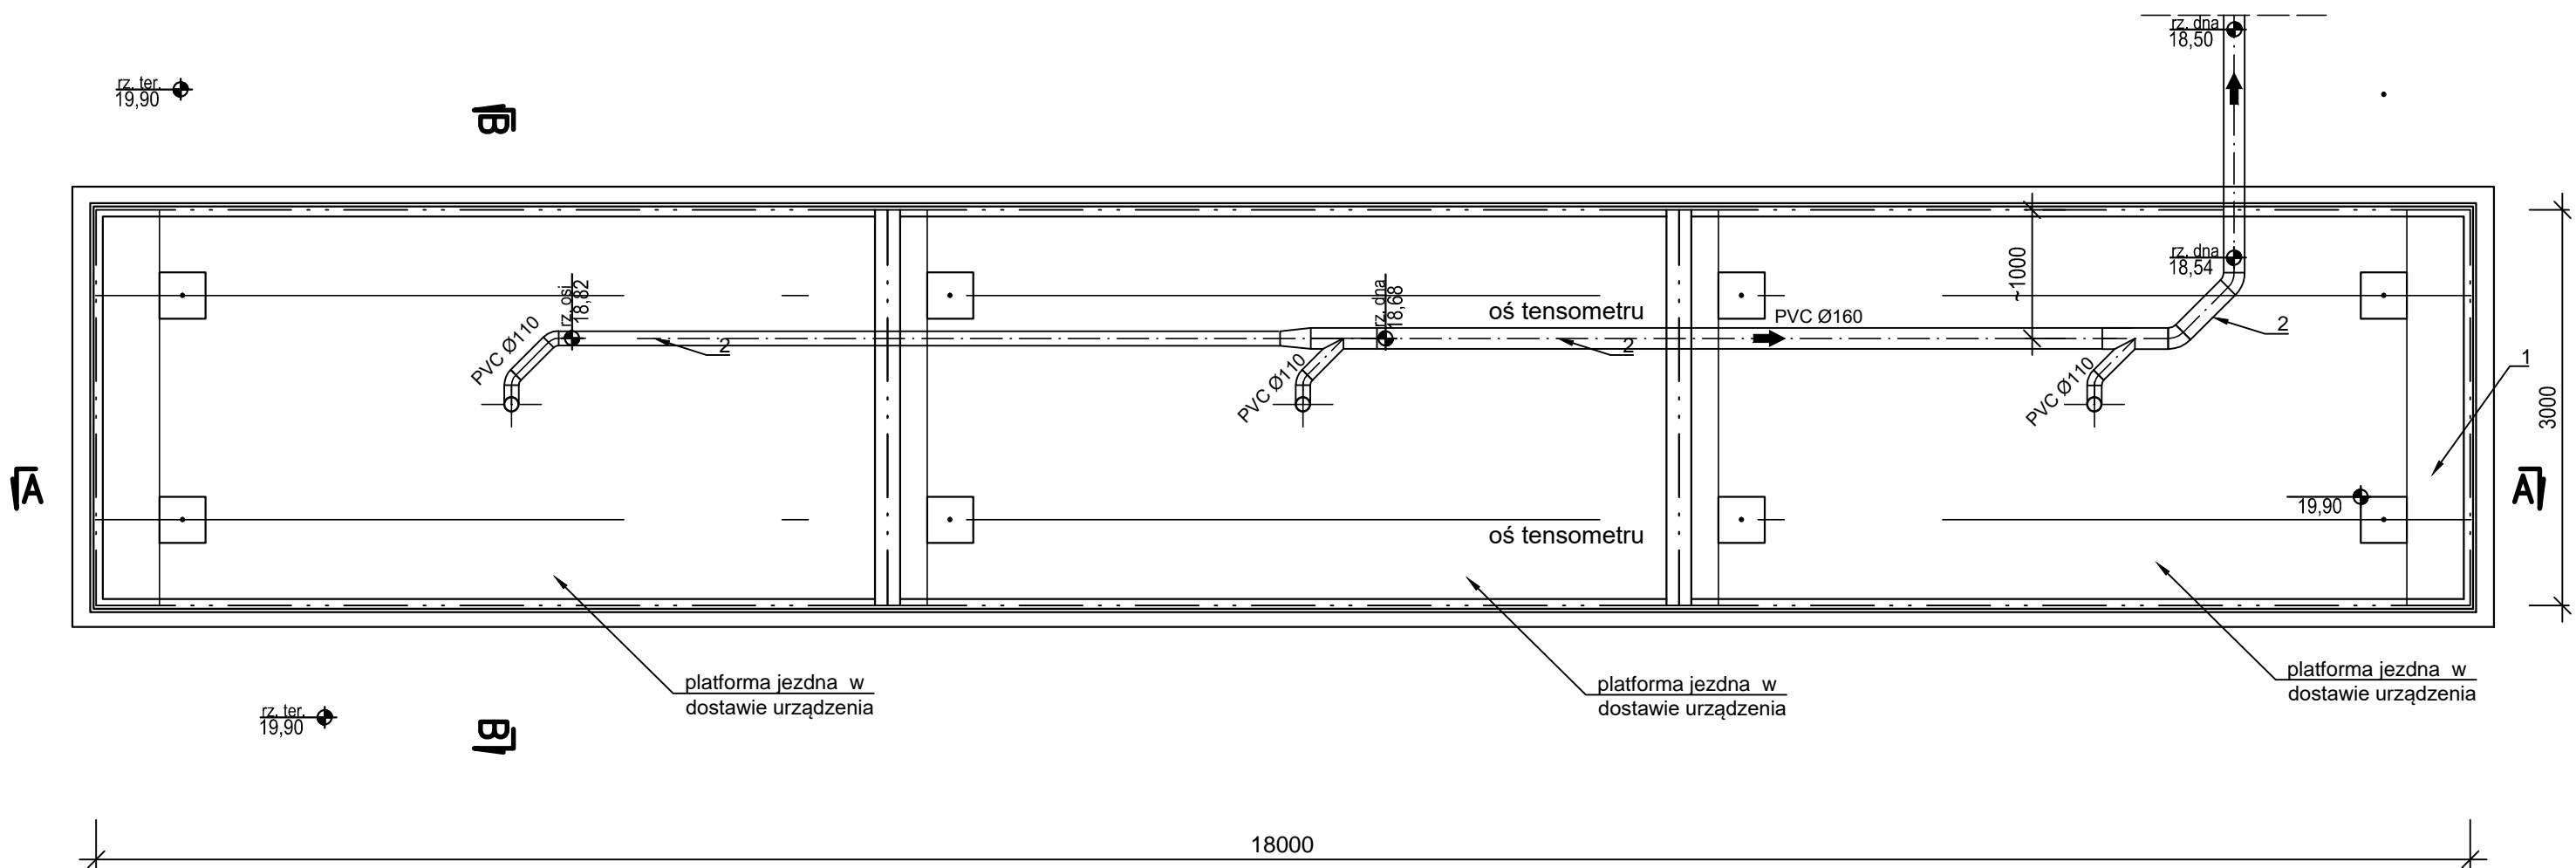 rz. dna
18,50
rz. ter.
19,90
B
rz. dna
18,54
~1000
rz. osi
18,82
rz. dna
18,68
oś tensometru
PVC Ø160
PVC Ø110
2
2
2
PVC Ø110
PVC Ø110
1
3000
A
A
19,90
oś tensometru
platforma jezdna w
dostawie urządzenia
platforma jezdna w
dostawie urządzenia
platforma jezdna w
dostawie urządzenia
rz. ter.
19,90
B
18000